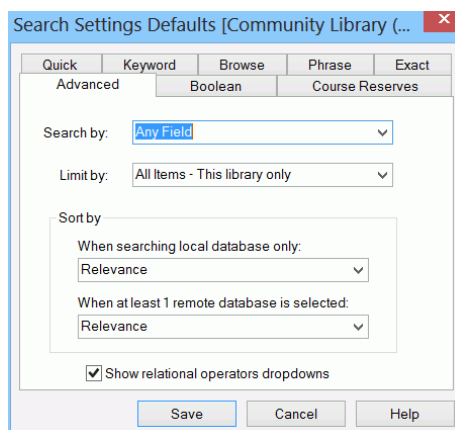 Search Settings Defaults [Community Library (...
Quick Keyword Browse Phrase Exact
Advanced Boolean Course Reserves
Search by: Any Field
Limit by: All Items - This library only
Sort by
When searching local database only:
Relevance
When at least 1 remote database is selected:
Relevance
Show relational operators dropdowns
Save Cancel Help